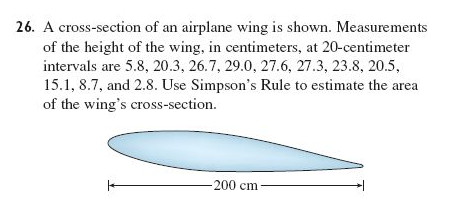 26. A cross-section of an airplane wing is shown. Measurements
of the height of the wing, in centimeters, at 20-centimeter
intervals are 5.8, 20.3, 26.7, 29.0, 27.6, 27.3, 23.8, 20.5,
15.1, 8.7, and 2.8. Use Simpson's Rule to estimate the area
of the wing's cross-section.
200 cm